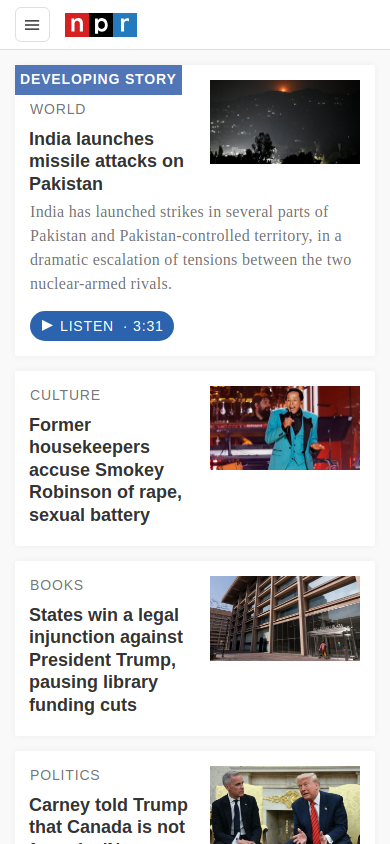 npr
DEVELOPING STORY
WORLD
India launches
missile attacks on
Pakistan
India has launched strikes in several parts of
Pakistan and Pakistan-controlled territory, in a
dramatic escalation of tensions between the two
nuclear-armed rivals.
LISTEN · 3:31
CULTURE
Former
housekeepers
accuse Smokey
Robinson of rape,
sexual battery
BOOKS
States win a legal
injunction against
President Trump,
pausing library
funding cuts
POLITICS
Carney told Trump
that Canada is not